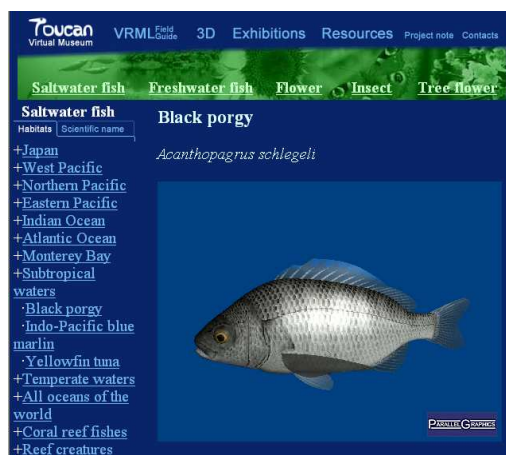 Toucan
Virtual Museum
VRML Field Guide 3D Exhibitions Resources Project note Contacts
Saltwater fish Freshwater fish Flower Insect Tree flower
Saltwater fish
Habitats Scientific name
+Japan
+West Pacific
+Northern Pacific
+Eastern Pacific
+Indian Ocean
+Atlantic Ocean
+Monterey Bay
+Subtropical
waters
·Black porgy
·Indo-Pacific blue
marlin
·Yellowfin tuna
+Temperate waters
+All oceans of the
world
+Coral reef fishes
+Reef creatures
Black porgy
Acanthopagrus schlegeli
PARALLELGRAPHICS